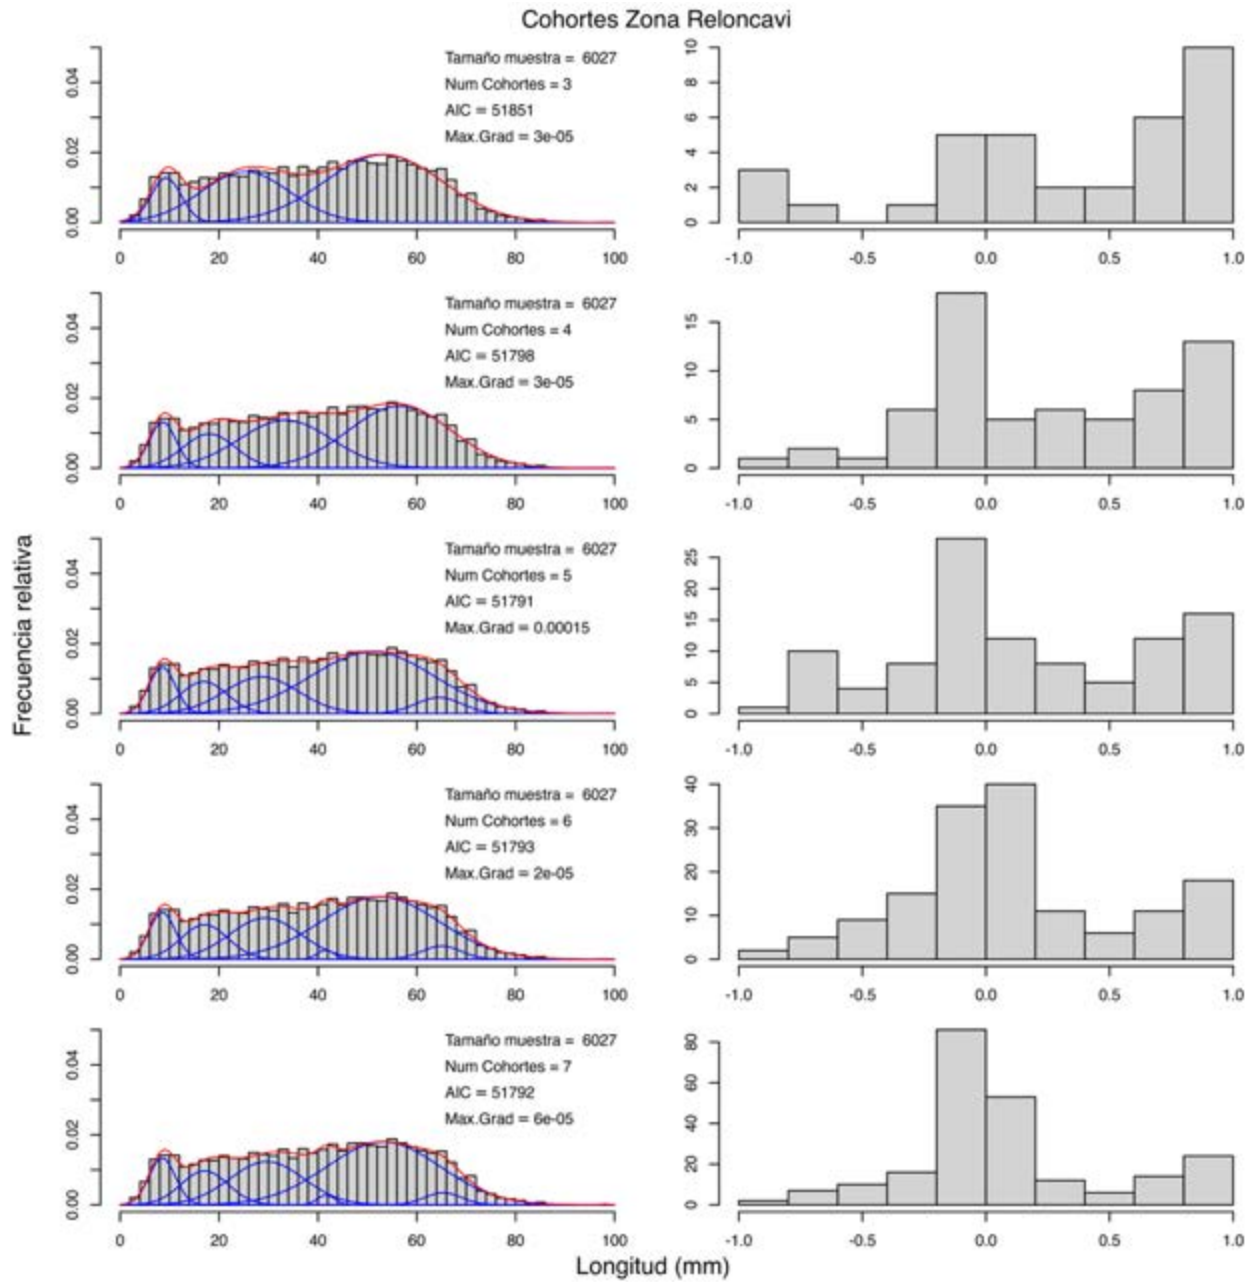 Cohortes Zona Reloncavi
Tamaño muestra = 6027
Num Cohortes = 3
AIC = 51851
Max.Grad = 3e-05
0.00 0.02 0.04
0 20 40 60 80 100
0 2 4 6 8 10
-1.0 -0.5 0.0 0.5 1.0
Tamaño muestra = 6027
Num Cohortes = 4
AIC = 51798
Max.Grad = 3e-05
0.00 0.02 0.04
0 20 40 60 80 100
0 5 10 15
-1.0 -0.5 0.0 0.5 1.0
Frecuencia relativa
Tamaño muestra = 6027
Num Cohortes = 5
AIC = 51791
Max.Grad = 0.00015
0.00 0.02 0.04
0 20 40 60 80 100
0 5 10 15 20 25
-1.0 -0.5 0.0 0.5 1.0
Tamaño muestra = 6027
Num Cohortes = 6
AIC = 51793
Max.Grad = 2e-05
0.00 0.02 0.04
0 20 40 60 80 100
0 10 20 30 40
-1.0 -0.5 0.0 0.5 1.0
Tamaño muestra = 6027
Num Cohortes = 7
AIC = 51792
Max.Grad = 6e-05
0.00 0.02 0.04
0 20 40 60 80 100
0 20 40 60 80
-1.0 -0.5 0.0 0.5 1.0
Longitud (mm)